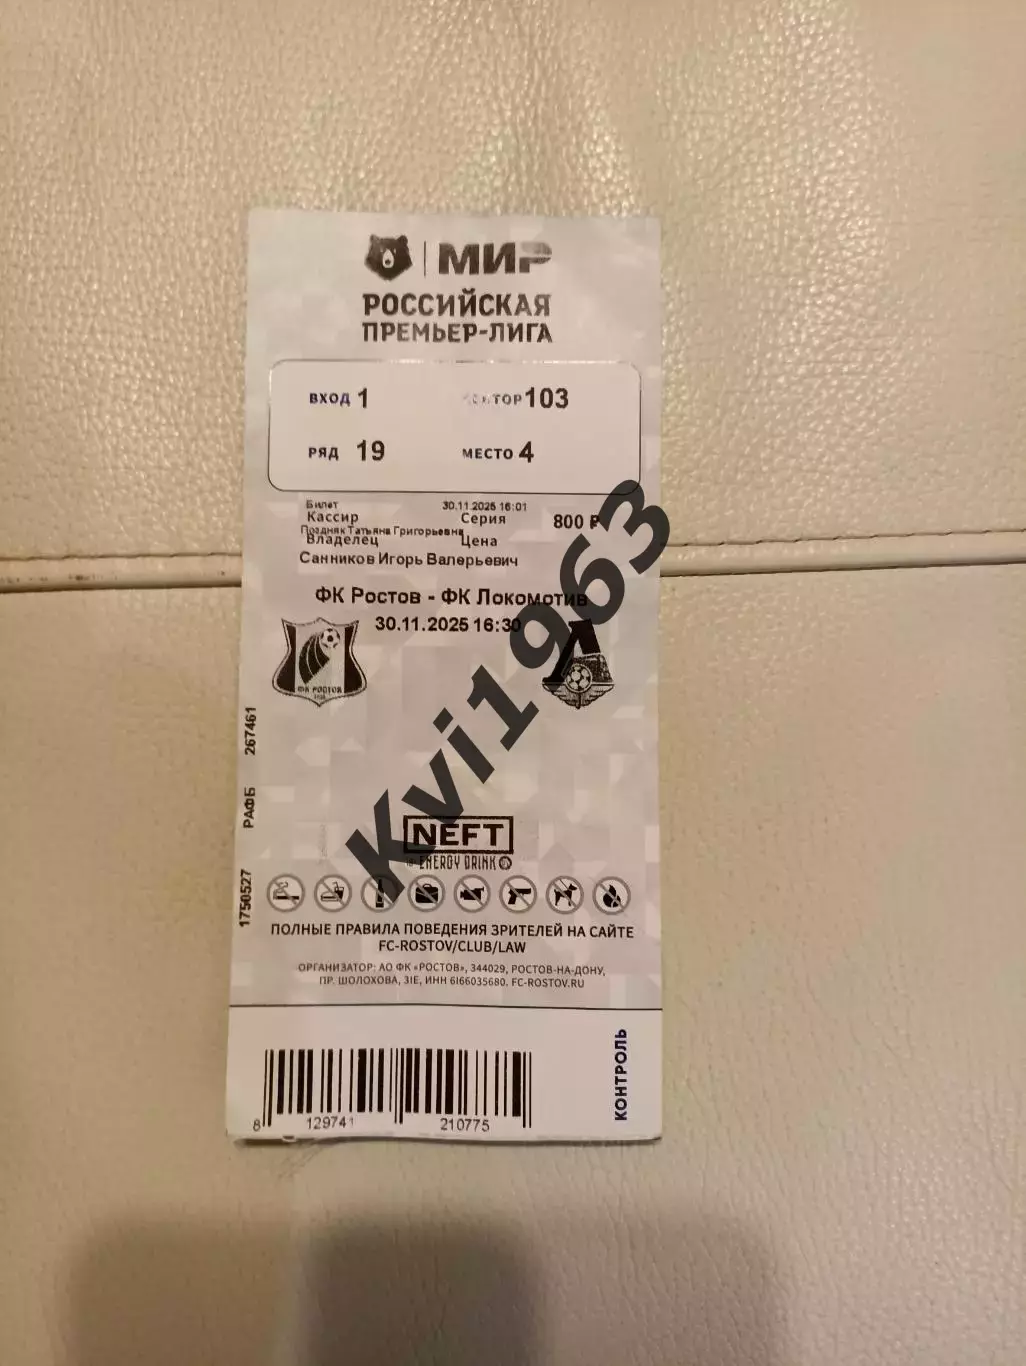 МИР
РОССИЙСКАЯ
ПРЕМЬЕР-ЛИГА
ВХОД 1 СЕКТОР 103
РЯД 19 МЕСТО 4
Билет 30.11.2025 16:01
Кассир Серия 800 ₽
Поздняк Татьяна Григорьевна
Владелец Цена
Санников Игорь Валерьевич
ФК Ростов - ФК Локомотив
30.11.2025 16:30
ФК РОСТОВ
1750527 РАФБ 267461
Kvi1963
NEFT
ENERGY DRINK
ПОЛНЫЕ ПРАВИЛА ПОВЕДЕНИЯ ЗРИТЕЛЕЙ НА САЙТЕ
FC-ROSTOV/CLUB/LAW
ОРГАНИЗАТОР: АО ФК «РОСТОВ», 344029, РОСТОВ-НА-ДОНУ,
ПР. ШОЛОХОВА, 31Е, ИНН 6166035680. FC-ROSTOV.RU
КОНТРОЛЬ
8 129741 210775